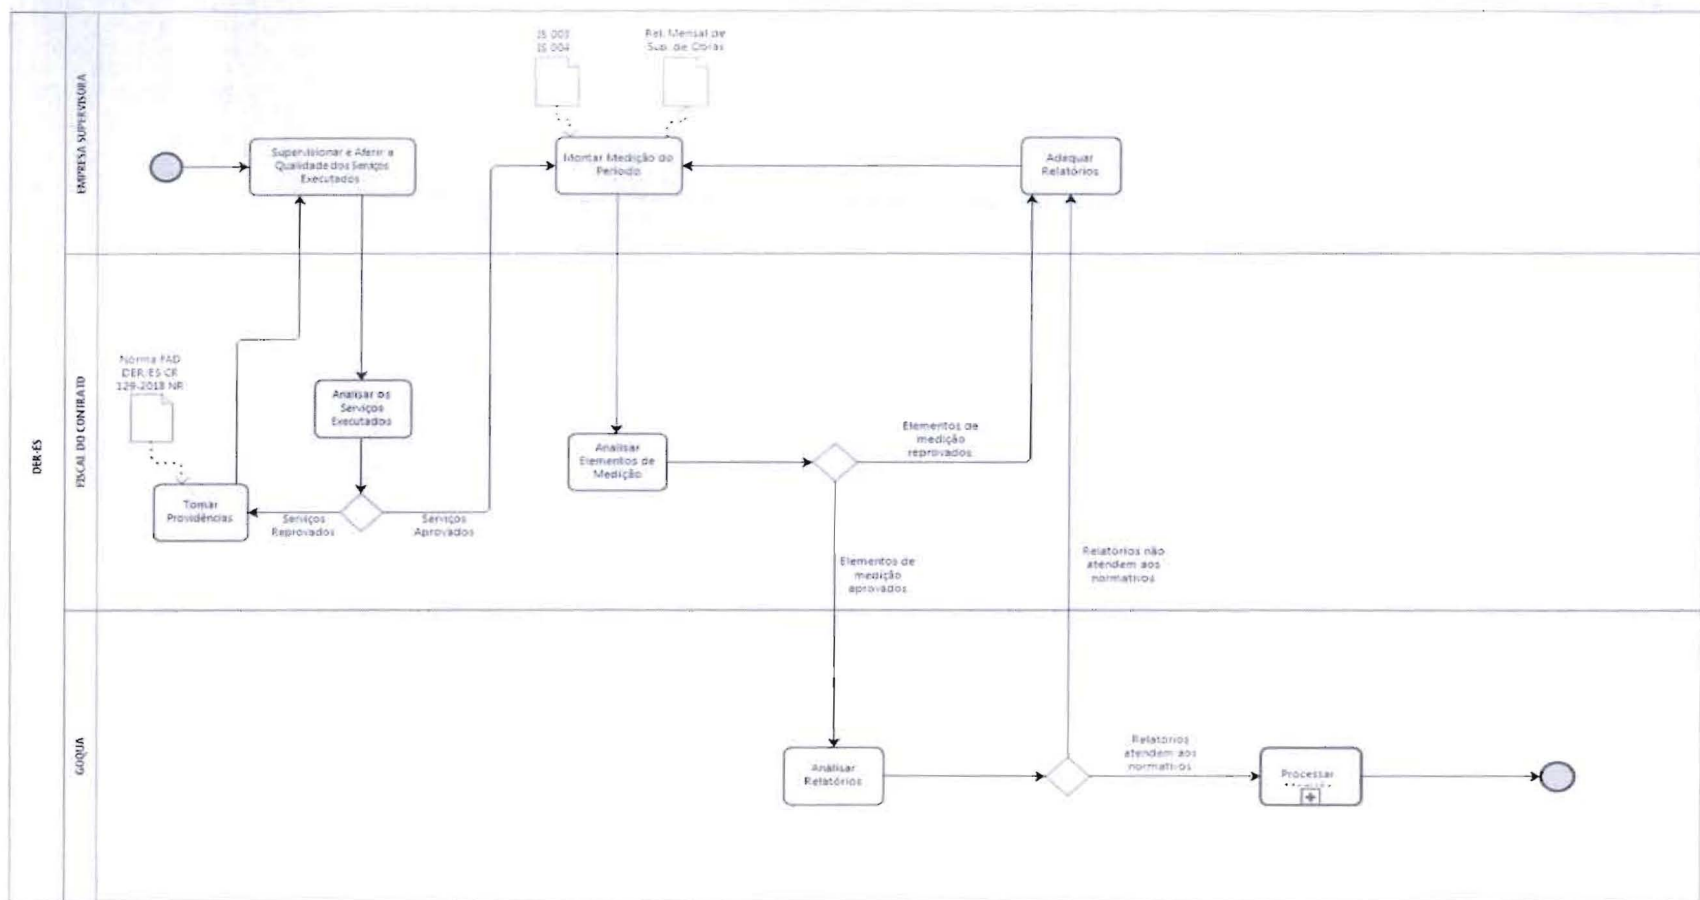 DER-ES
EMPRESA SUPERVISORA
IS 003
IS 004
Rel. Mensal de
Sup. de Obras
Supervisionar e Aferir a
Qualidade dos Serviços
Executados
Montar Medição do
Período
Adequar
Relatórios
FISCAL DO CONTRATO
Norma FAD
DER-ES CR
129-2018 NR
Tomar
Providências
Analisar os
Serviços
Executados
Serviços
Reprovados
Serviços
Aprovados
Analisar
Elementos de
Medição
Elementos de
medição
reprovados
Elementos de
medição
aprovados
Relatórios não
atendem aos
normativos
GOQUA
Análisar
Relatórios
Relatórios
atendem aos
normativos
Processar